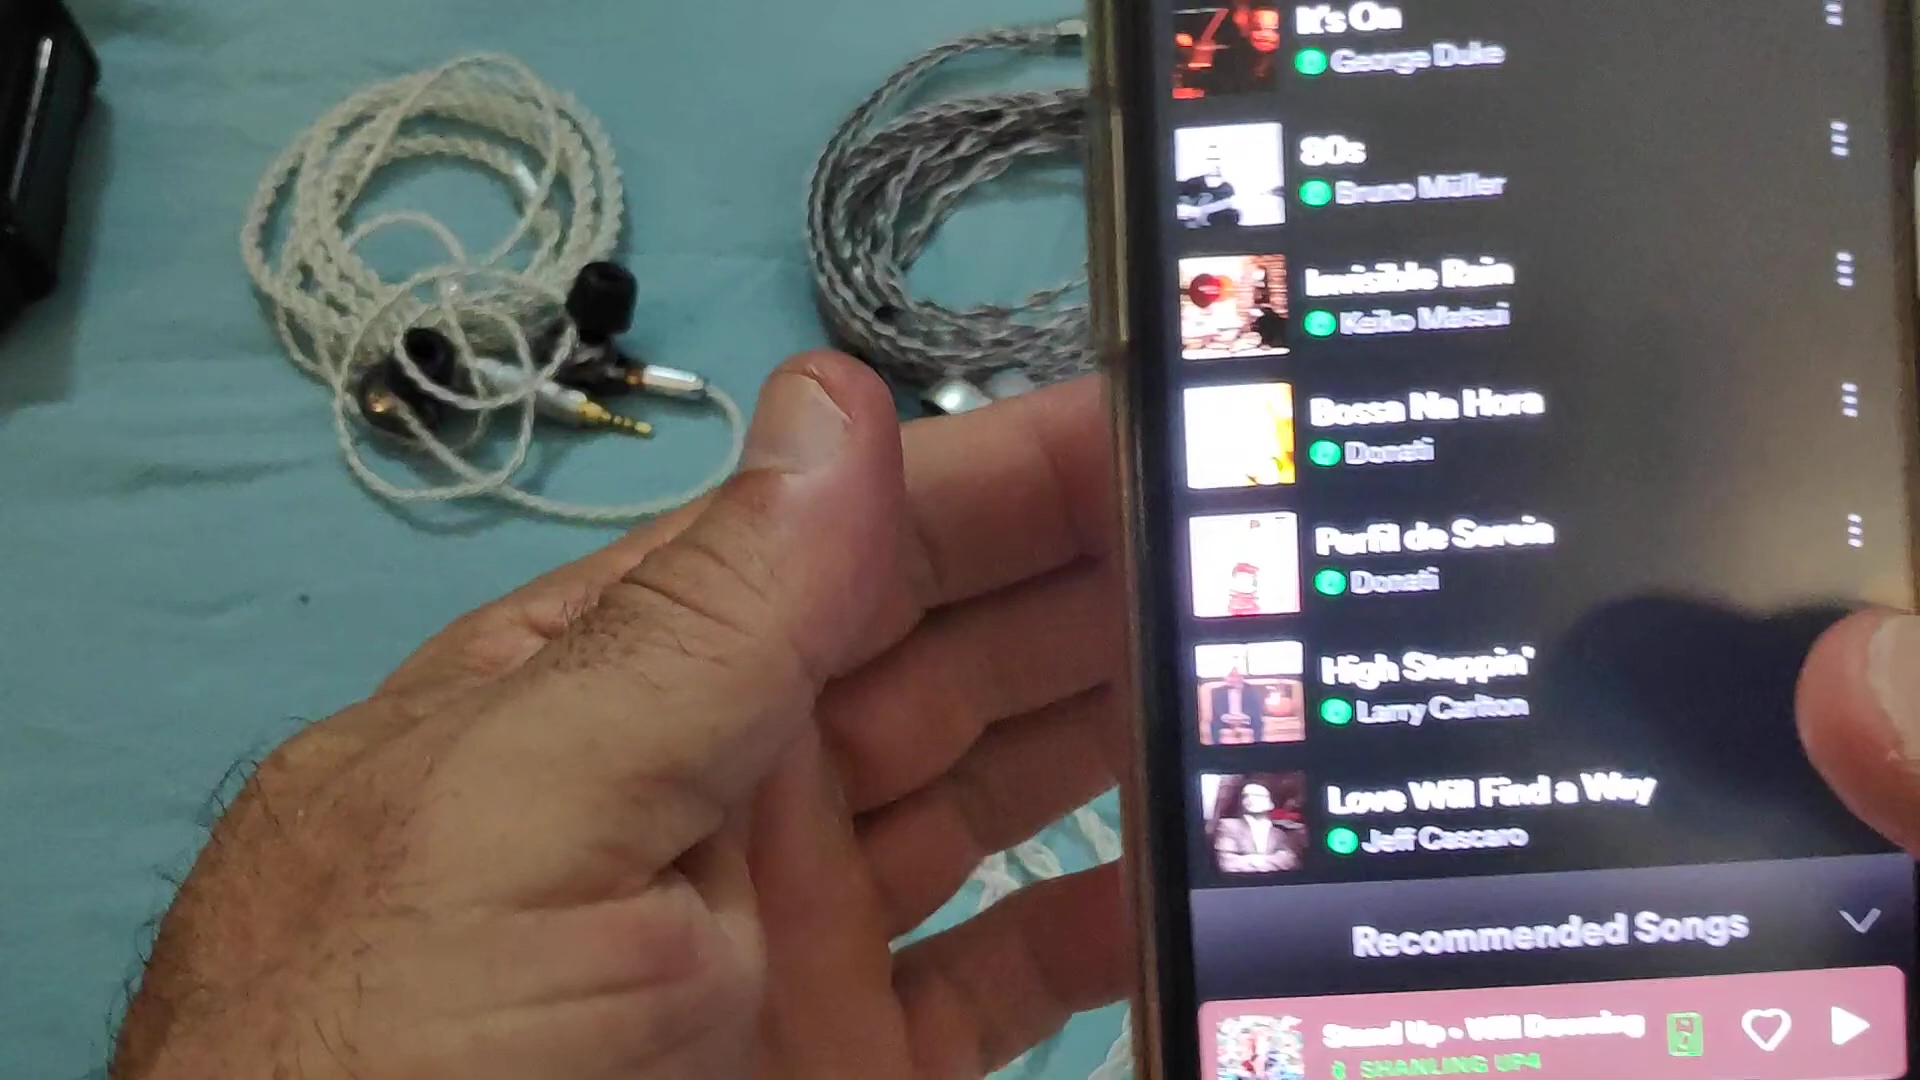 It's On
George Duke
80s
Bruno Müller
Invisible Rain
Keiko Matsui
Bossa Na Hora
Donati
Perfil de Sereia
Donati
High Steppin'
Larry Carlton
Love Will Find a Way
Jeff Cascaro
Recommended Songs
Stand Up • Will Downing
SHANLING UP4